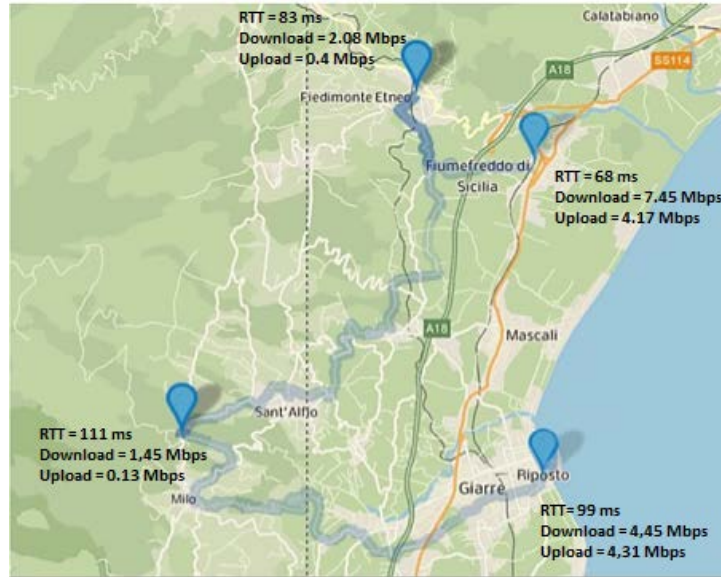 RTT = 83 ms
Download = 2.08 Mbps
Upload = 0.4 Mbps
Calatabiano
A18
SS114
Piedimonte Etneo
Fiumefreddo di
Sicilia
RTT = 68 ms
Download = 7.45 Mbps
Upload = 4.17 Mbps
A18
Mascali
Sant'Alfio
RTT = 111 ms
Download = 1,45 Mbps
Upload = 0.13 Mbps
Milo
Giarre
Riposto
RTT= 99 ms
Download = 4,45 Mbps
Upload = 4,31 Mbps